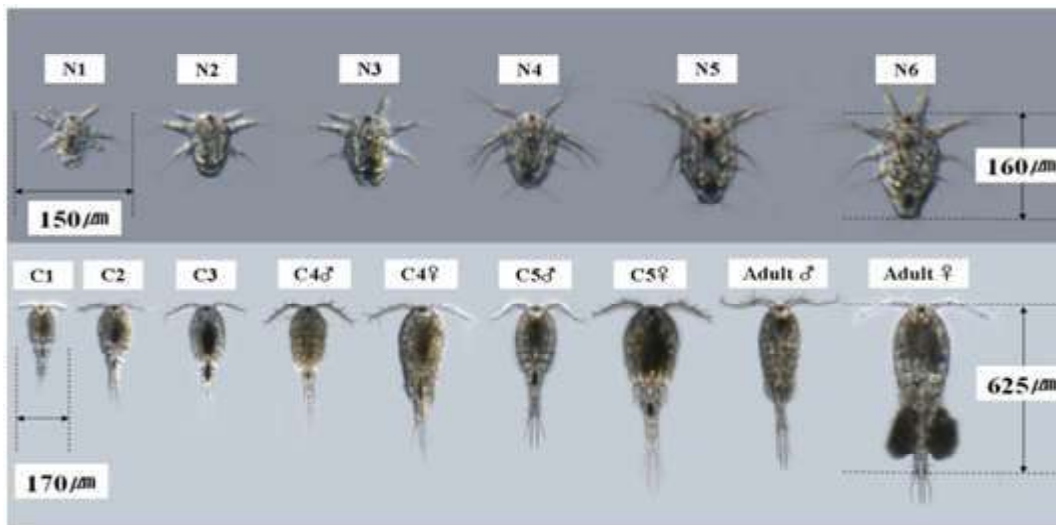 N1 N2 N3 N4 N5 N6
160㎛
150㎛
C1 C2 C3 C4♂ C4♀ C5♂ C5♀ Adult ♂ Adult ♀
625㎛
170㎛